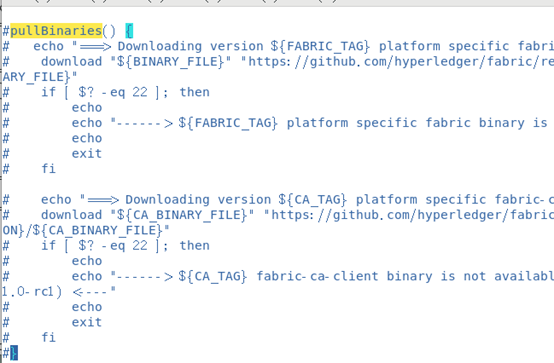 #pullBinaries() {
#   echo "===> Downloading version ${FABRIC_TAG} platform specific fabri
#    download "${BINARY_FILE}" "https://github.com/hyperledger/fabric/re
ARY_FILE}"
#    if [ $? -eq 22 ]; then
#        echo
#        echo "------> ${FABRIC_TAG} platform specific fabric binary is
#        echo
#        exit
#    fi

#    echo "===> Downloading version ${CA_TAG} platform specific fabric-c
#    download "${CA_BINARY_FILE}" "https://github.com/hyperledger/fabric
ON}/${CA_BINARY_FILE}"
#    if [ $? -eq 22 ]; then
#        echo
#        echo "------> ${CA_TAG} fabric-ca-client binary is not availabl
1.0-rc1) <----"
#        echo
#        exit
#    fi
#}